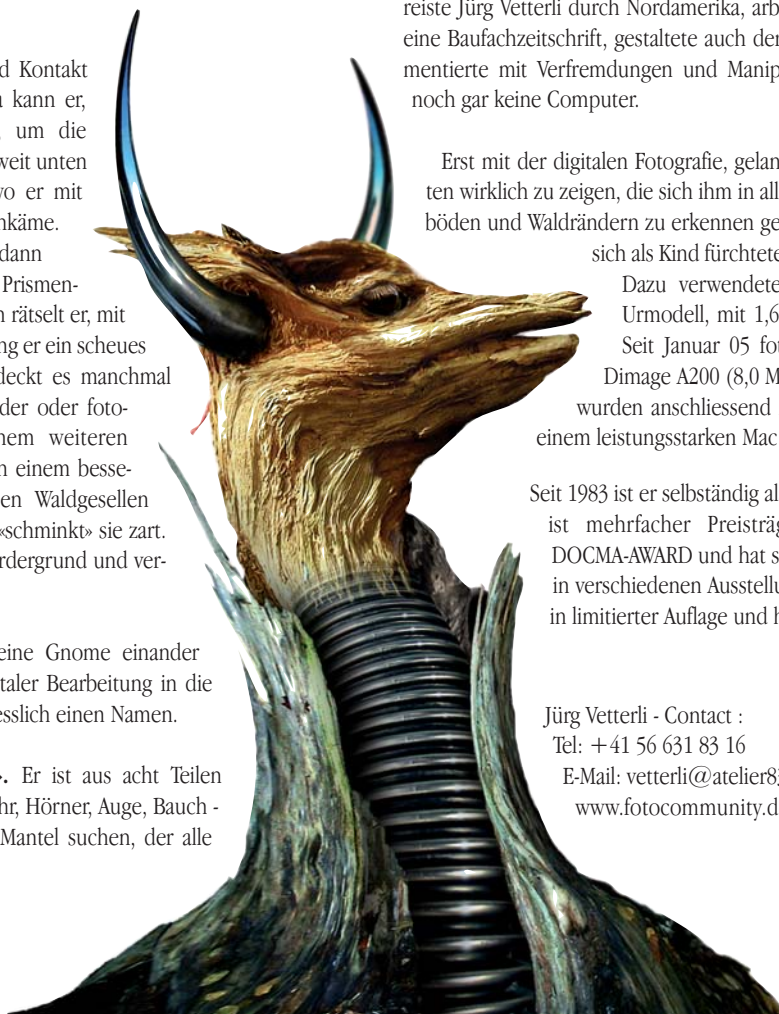 d Kontakt
kann er,
um die
weit unten
wo er mit
nkäme.
dann
Prismen-
rätselt er, mit
ng er ein scheues
deckt es manchmal
der oder foto-
nem weiteren
n einem besse-
en Waldgesellen
«schminkt» sie zart.
rdergrund und ver-
eine Gnome einander
taler Bearbeitung in die
esslich einen Namen.
. Er ist aus acht Teilen
hr, Hörner, Auge, Bauch -
Mantel suchen, der alle
reiste Jürg Vetterli durch Nordamerika, arb
eine Baufachzeitschrift, gestaltete auch der
mentierte mit Verfremdungen und Manip
noch gar keine Computer.
Erst mit der digitalen Fotografie, gelan
ten wirklich zu zeigen, die sich ihm in all
böden und Waldrändern zu erkennen ge
sich als Kind fürchtete
Dazu verwendete
Urmodell, mit 1,6
Seit Januar 05 fot
Dimage A200 (8,0 M
wurden anschliessend
einem leistungsstarken Mac
Seit 1983 ist er selbständig al
ist mehrfacher Preisträg
DOCMA-AWARD und hat s
in verschiedenen Ausstellu
in limitierter Auflage und h
Jürg Vetterli - Contact :
Tel: +41 56 631 83 16
E-Mail: vetterli@atelier83
www.fotocommunity.d